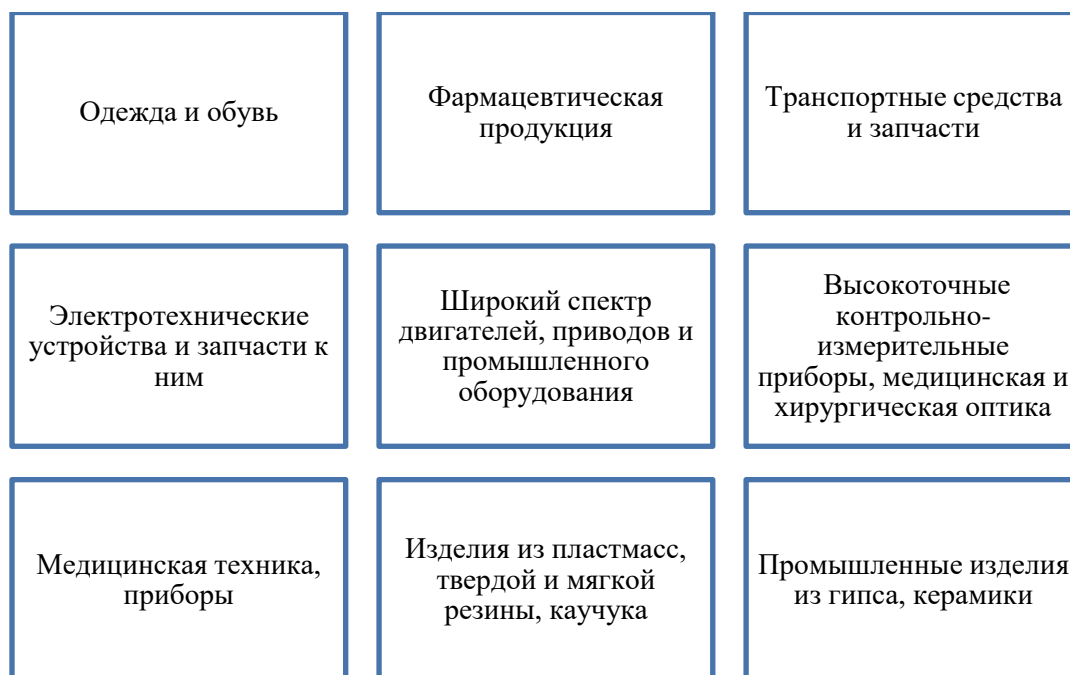 Одежда и обувь
Фармацевтическая
продукция
Транспортные средства
и запчасти
Электротехнические
устройства и запчасти к
ним
Широкий спектр
двигателей, приводов и
промышленного
оборудования
Высокоточные
контрольно-
измерительные
приборы, медицинская и
хирургическая оптика
Медицинская техника,
приборы
Изделия из пластмасс,
твердой и мягкой
резины, каучука
Промышленные изделия
из гипса, керамики